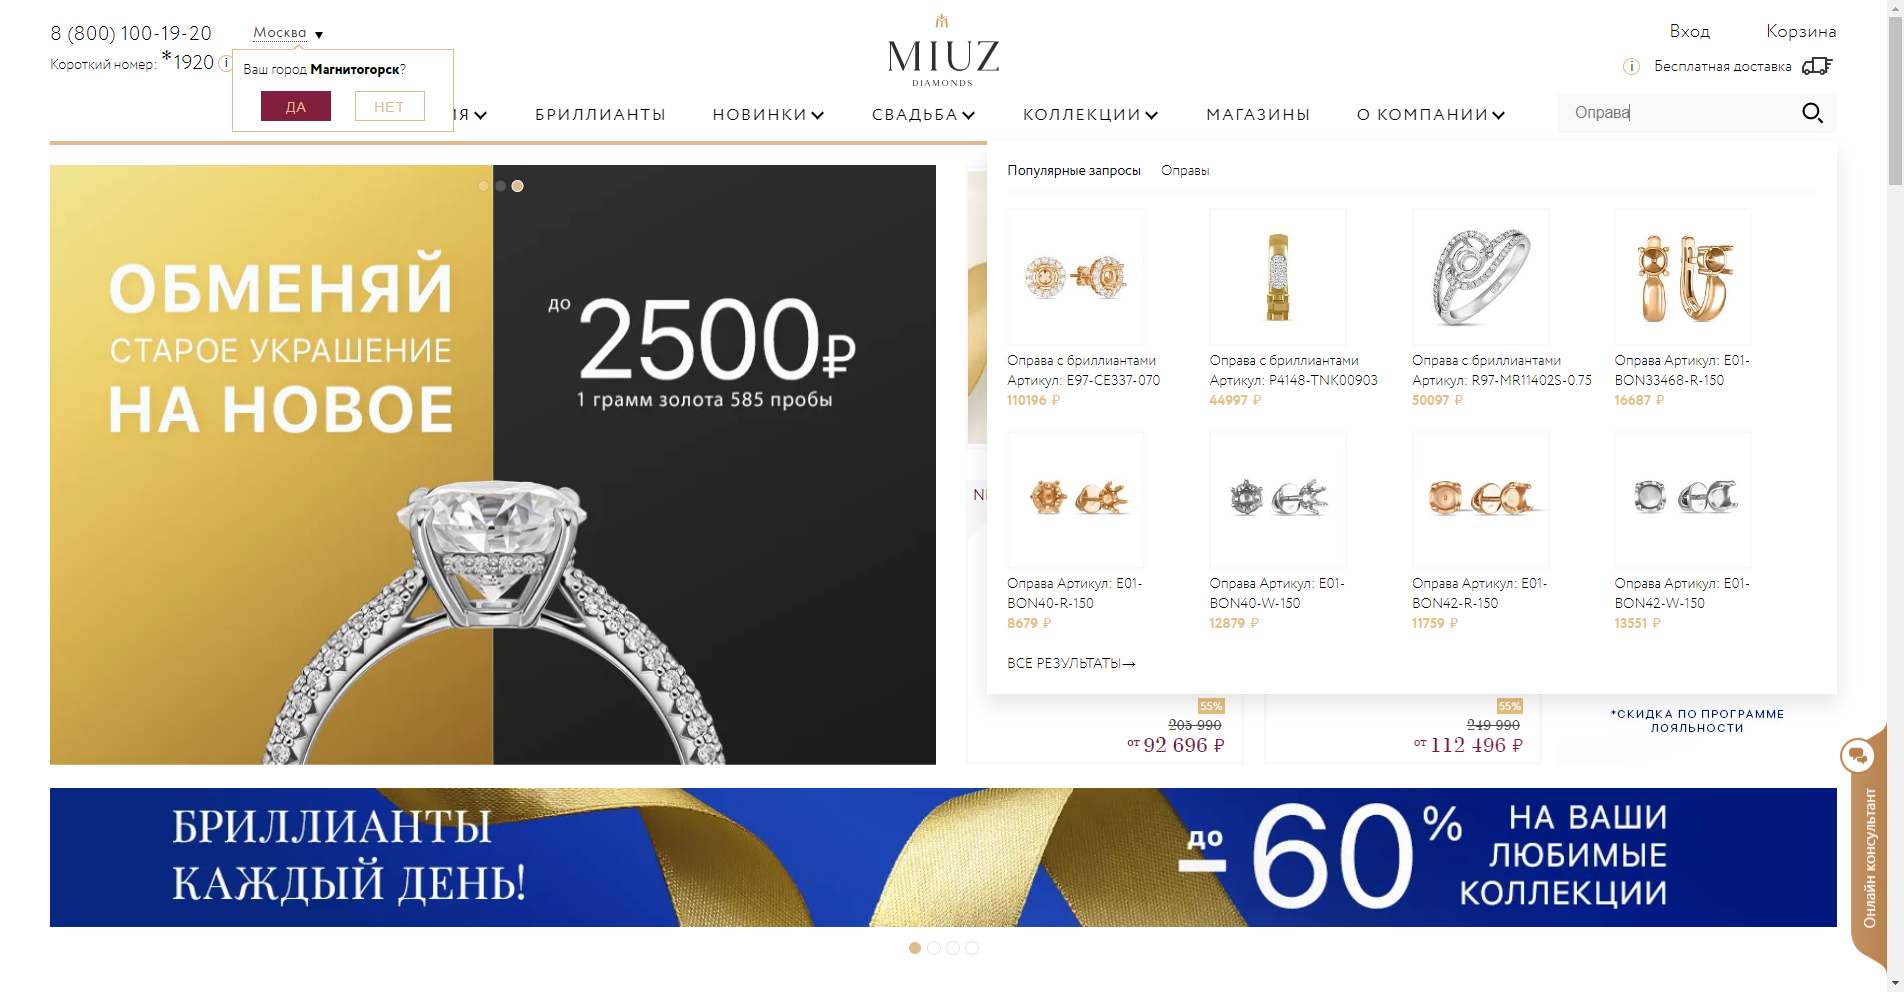 8 (800) 100-19-20
Москва ▼
Короткий номер: *1920 i
Ваш город Магнитогорск?
ДА
НЕТ
MIUZ
DIAMONDS
Вход
Корзина
i Бесплатная доставка
БРИЛЛИАНТЫ
НОВИНКИ
СВАДЬБА
КОЛЛЕКЦИИ
МАГАЗИНЫ
О КОМПАНИИ
Оправа
Популярные запросы
Оправы
ОБМЕНЯЙ
СТАРОЕ УКРАШЕНИЕ
НА НОВОЕ
до 2500₽
1 грамм золота 585 пробы
Оправа с бриллиантами
Артикул: E97-CE337-070
110196 ₽
Оправа с бриллиантами
Артикул: P4148-TNK00903
44997 ₽
Оправа с бриллиантами
Артикул: R97-MR11402S-0.75
50097 ₽
Оправа Артикул: E01-
BON33468-R-150
16687 ₽
Оправа Артикул: E01-
BON40-R-150
8679 ₽
Оправа Артикул: E01-
BON40-W-150
12879 ₽
Оправа Артикул: E01-
BON42-R-150
11759 ₽
Оправа Артикул: E01-
BON42-W-150
13551 ₽
ВСЕ РЕЗУЛЬТАТЫ→
55%
205 990
от 92 696 ₽
55%
249 990
от 112 496 ₽
*СКИДКА ПО ПРОГРАММЕ
ЛОЯЛЬНОСТИ
Онлайн консультант
БРИЛЛИАНТЫ
КАЖДЫЙ ДЕНЬ!
до
–60%
НА ВАШИ
ЛЮБИМЫЕ
КОЛЛЕКЦИИ